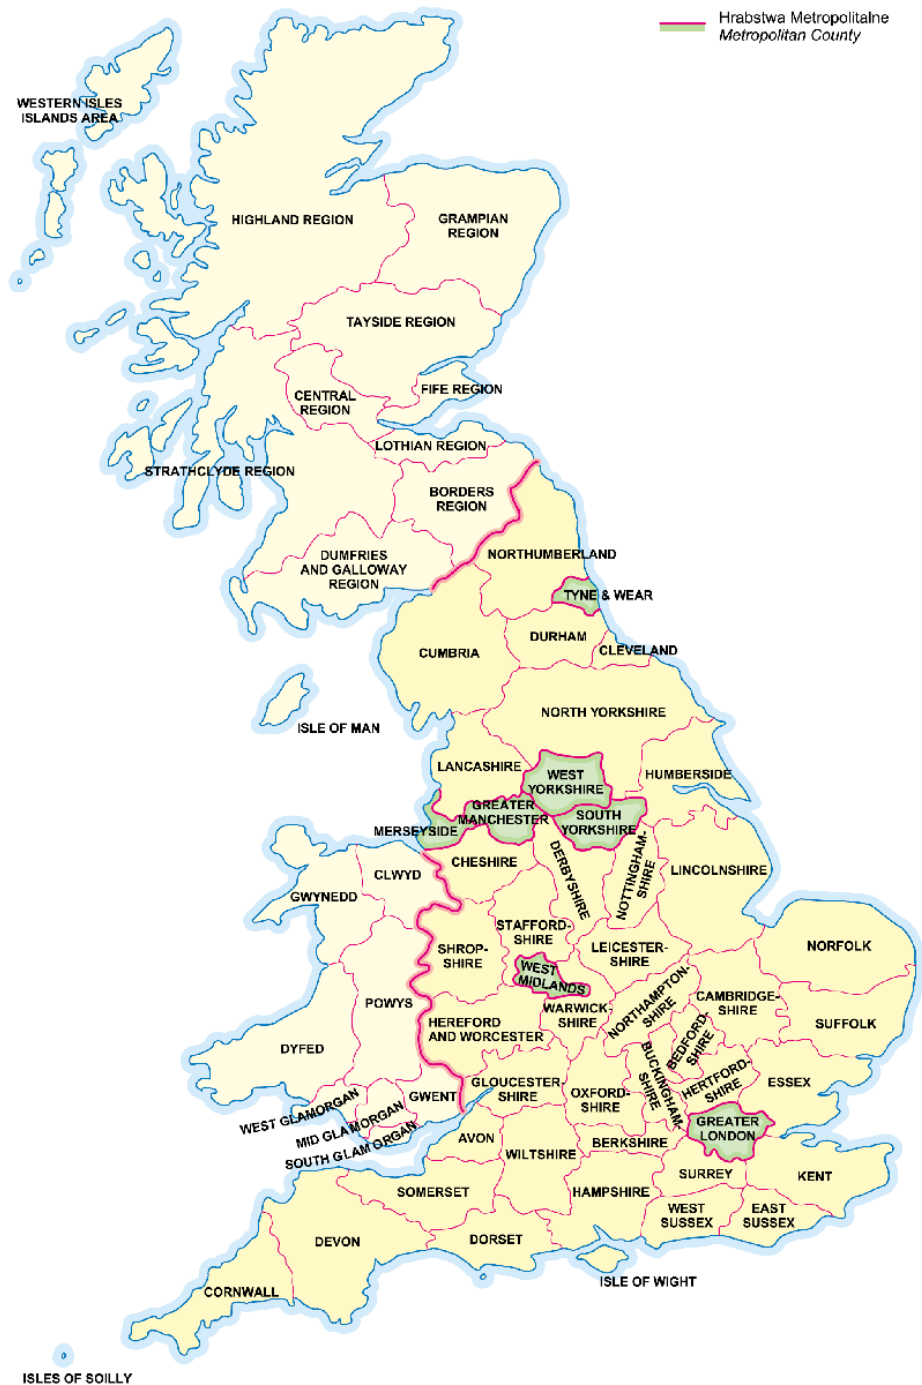 Hrabstwa Metropolitalne
Metropolitan County
WESTERN ISLES
ISLANDS AREA
HIGHLAND REGION
GRAMPIAN
REGION
TAYSIDE REGION
FIFE REGION
CENTRAL
REGION
LOTHIAN REGION
STRATHCLYDE REGION
BORDERS
REGION
DUMFRIES
AND GALLOWAY
REGION
NORTHUMBERLAND
TYNE & WEAR
DURHAM
CLEVELAND
CUMBRIA
ISLE OF MAN
NORTH YORKSHIRE
LANCASHIRE
WEST
YORKSHIRE
HUMBERSIDE
GREATER
MANCHESTER
SOUTH
YORKSHIRE
MERSEYSIDE
CHESHIRE
DERBYSHIRE
NOTTINGHAM-
SHIRE
LINCOLNSHIRE
CLWYD
GWYNEDD
STAFFORD-
SHIRE
SHROP-
SHIRE
LEICESTER-
SHIRE
NORFOLK
WEST
MIDLANDS
POWYS
HEREFORD
AND WORCESTER
WARWICK-
SHIRE
NORTHAMPTON-
SHIRE
CAMBRIDGE-
SHIRE
SUFFOLK
DYFED
BEDFORD-
SHIRE
BUCKINGHAM-
SHIRE
HERTFORD-
SHIRE
ESSEX
GWENT
GLOUCESTER
SHIRE
OXFORD-
SHIRE
WEST GLAMORGAN
MID GLAMORGAN
SOUTH GLAMORGAN
GREATER
LONDON
AVON
WILTSHIRE
BERKSHIRE
SURREY
KENT
SOMERSET
HAMPSHIRE
WEST
SUSSEX
EAST
SUSSEX
DEVON
DORSET
ISLE OF WIGHT
CORNWALL
ISLES OF SOILLY